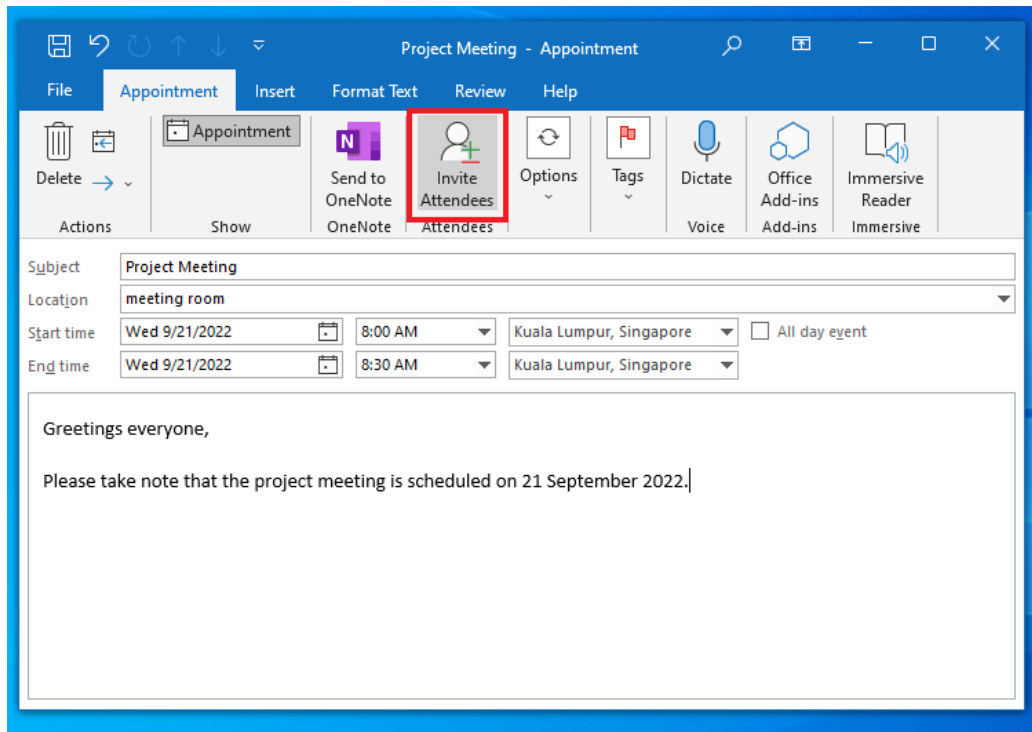 Project Meeting - Appointment
File Appointment Insert Format Text Review Help
Appointment
N
Delete
Send to OneNote
Invite Attendees
Options
Tags
Dictate
Office Add-ins
Immersive Reader
Actions Show OneNote Attendees Voice Add-ins Immersive
Subject Project Meeting
Location meeting room
Start time Wed 9/21/2022 8:00 AM Kuala Lumpur, Singapore All day event
End time Wed 9/21/2022 8:30 AM Kuala Lumpur, Singapore
Greetings everyone,
Please take note that the project meeting is scheduled on 21 September 2022.